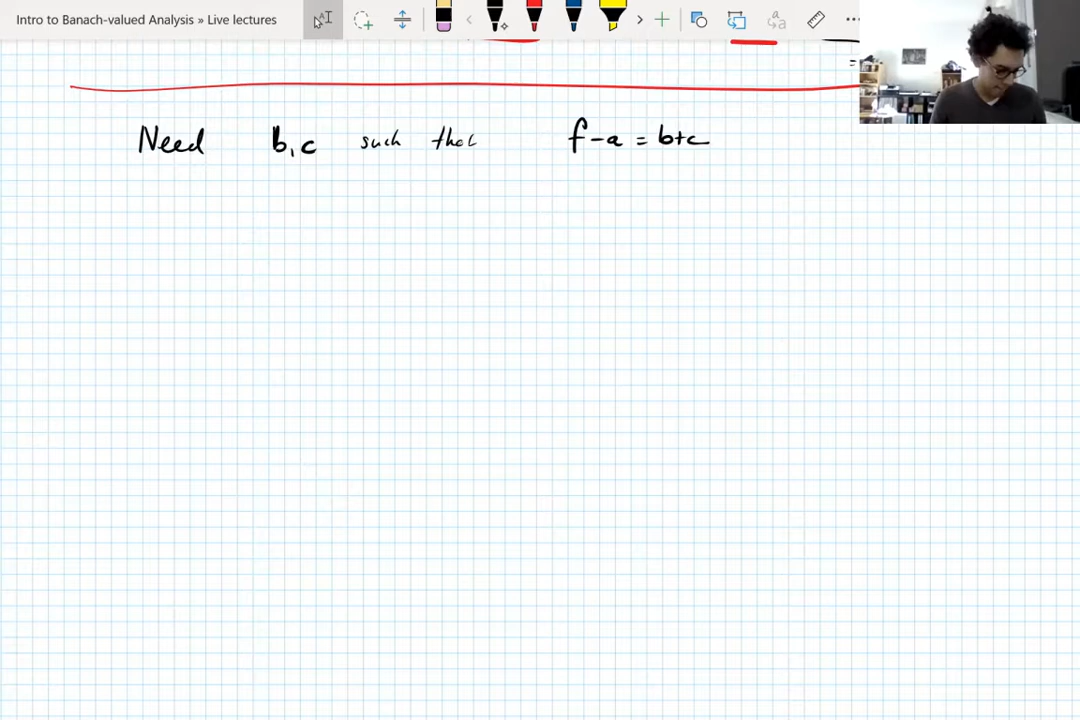 Intro to Banach-valued Analysis » Live lectures
Need b, c such that f-a = b+c